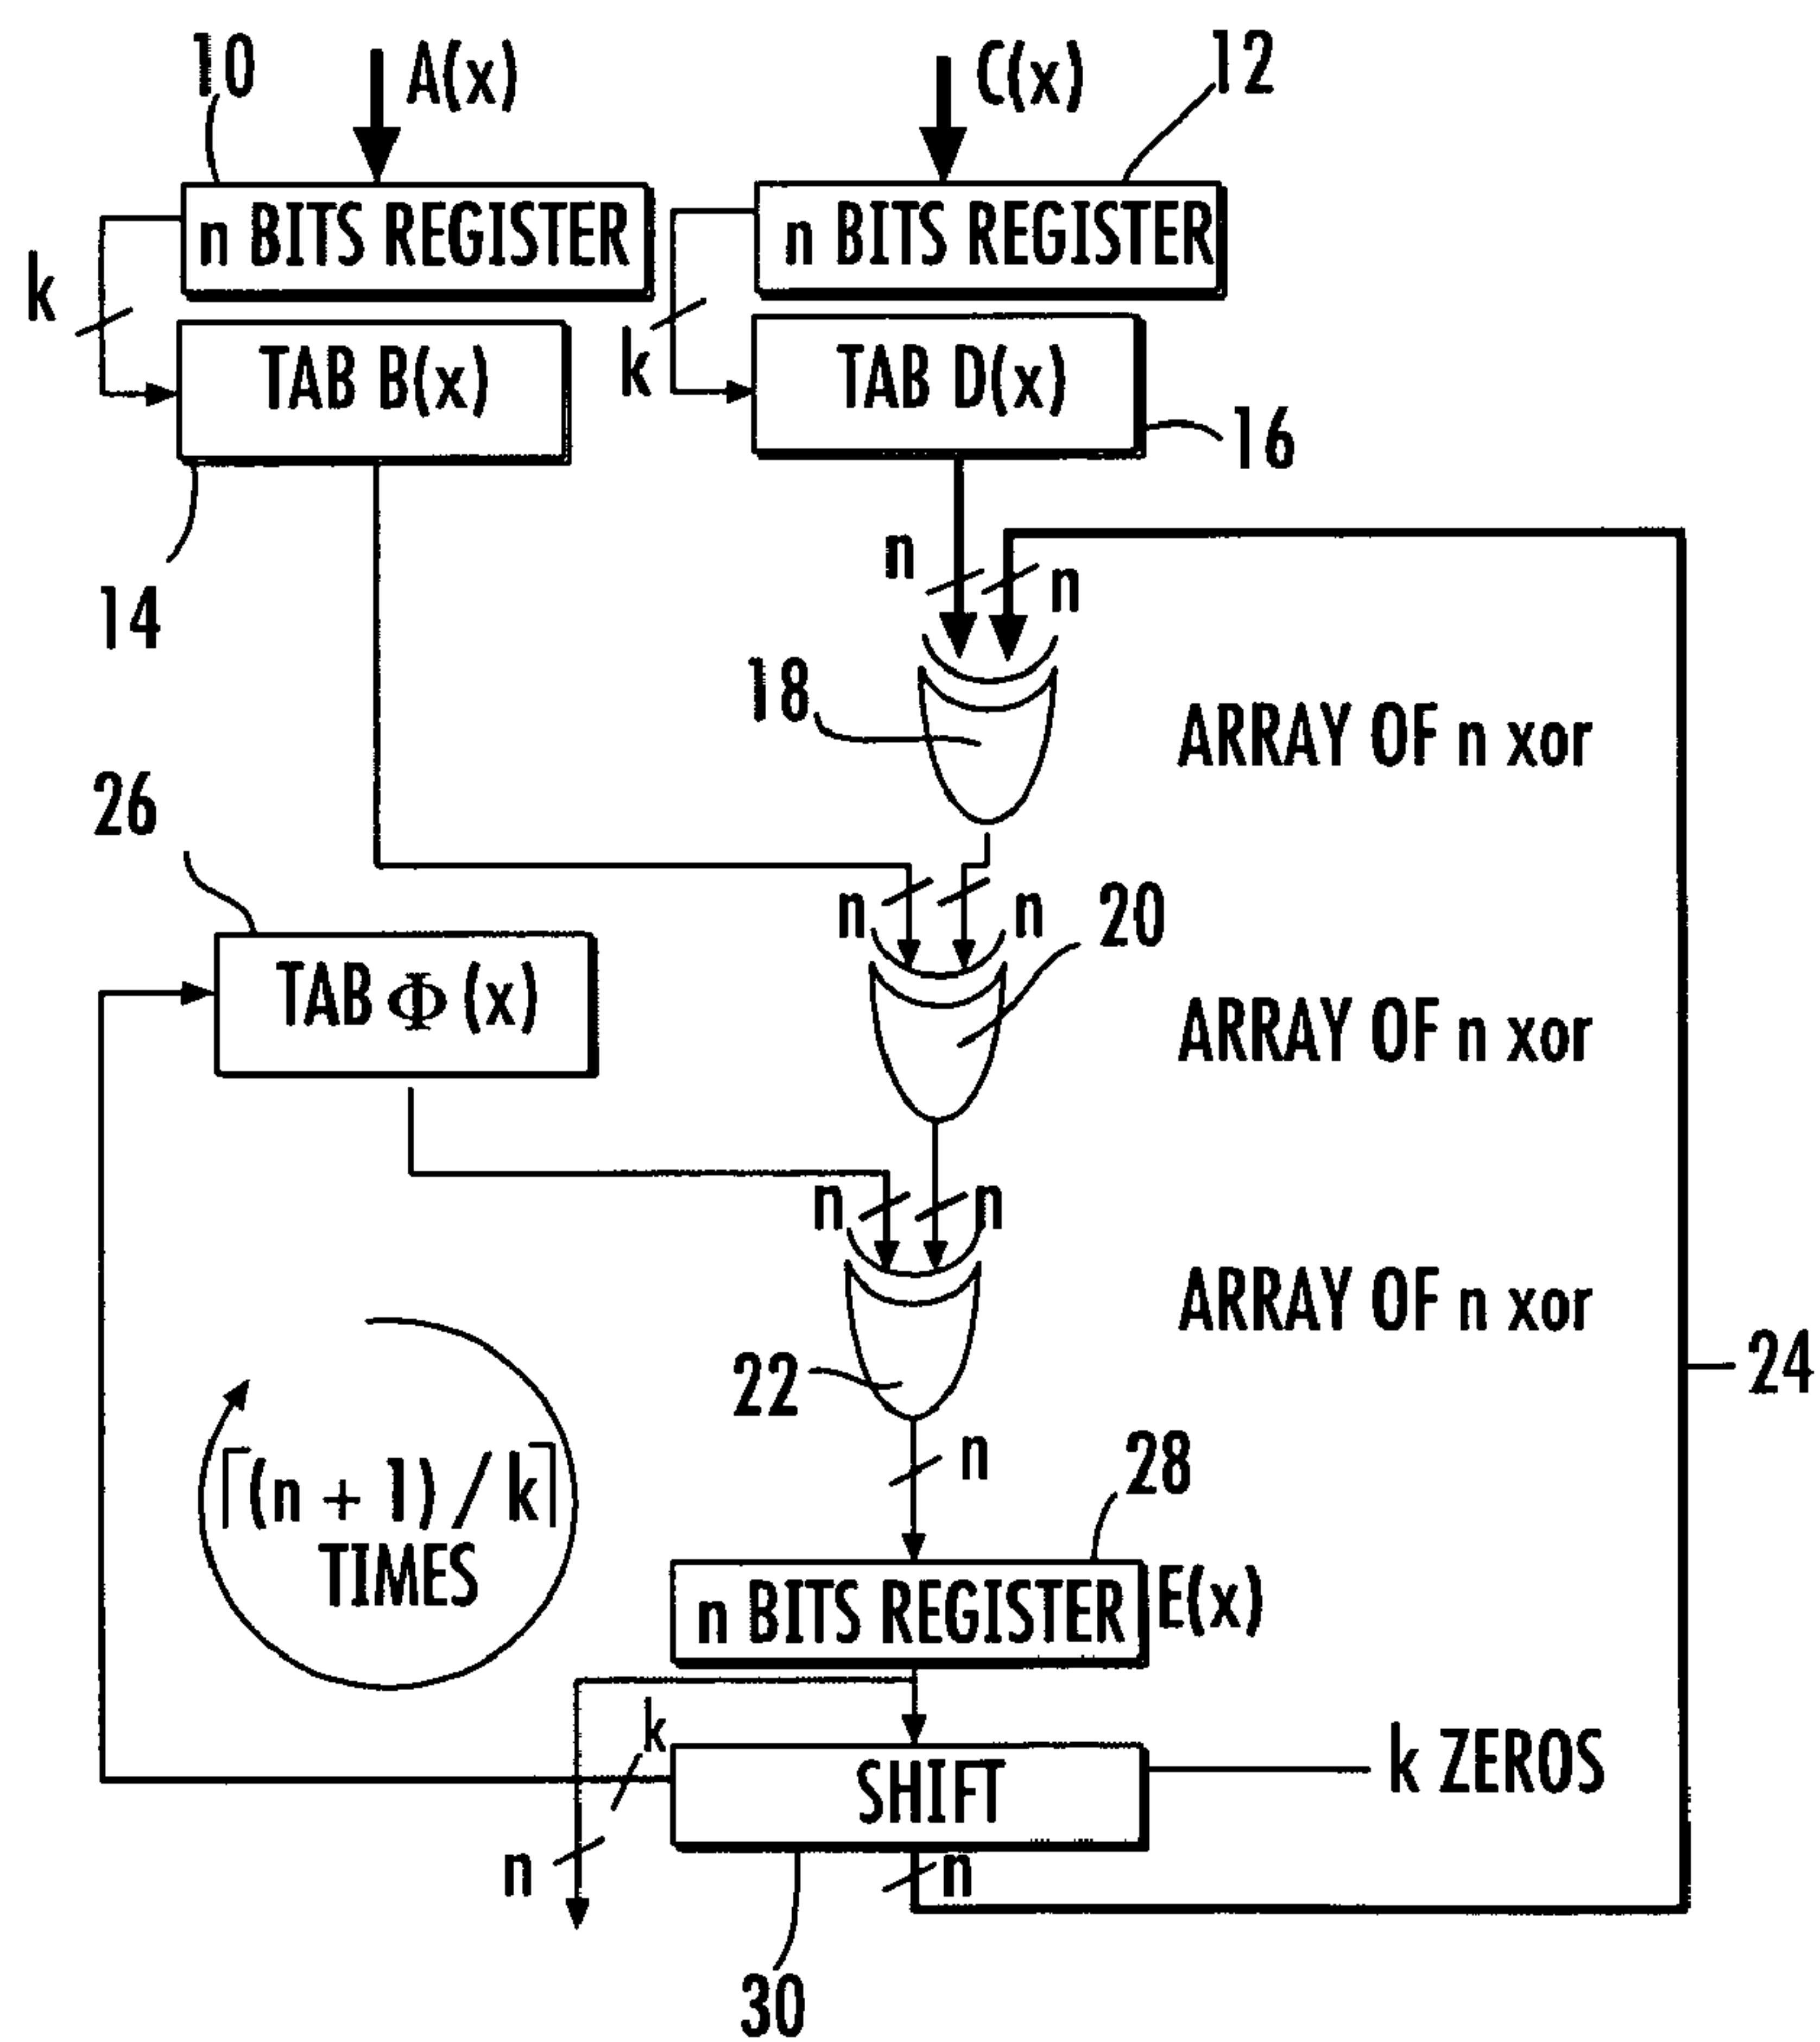 10
A(x)
C(x)
12
n BITS REGISTER
n BITS REGISTER
k
k
TAB B(x)
TAB D(x)
16
14
n
n
18
ARRAY OF n xor
26
n
n
20
TAB Φ (x)
ARRAY OF n xor
n
n
ARRAY OF n xor
22
24
⌈(n + 1) / k⌉
TIMES
n
28
n BITS REGISTER
E(x)
k
SHIFT
k ZEROS
n
n
30